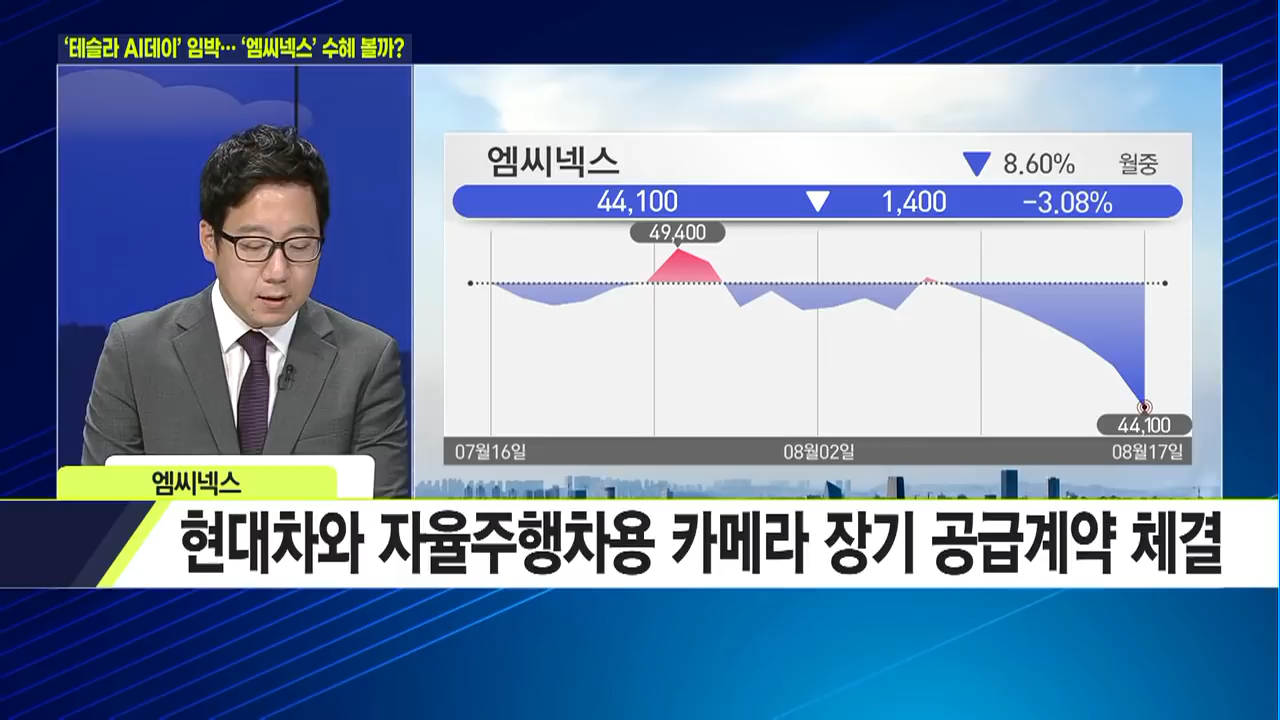 ‘테슬라 AI데이’ 임박… ‘엠씨넥스’ 수혜 볼까?
엠씨넥스 ▼ 8.60% 월중
44,100 ▼ 1,400 -3.08%
49,400
44,100
07월16일 08월02일 08월17일
엠씨넥스
현대차와 자율주행차용 카메라 장기 공급계약 체결